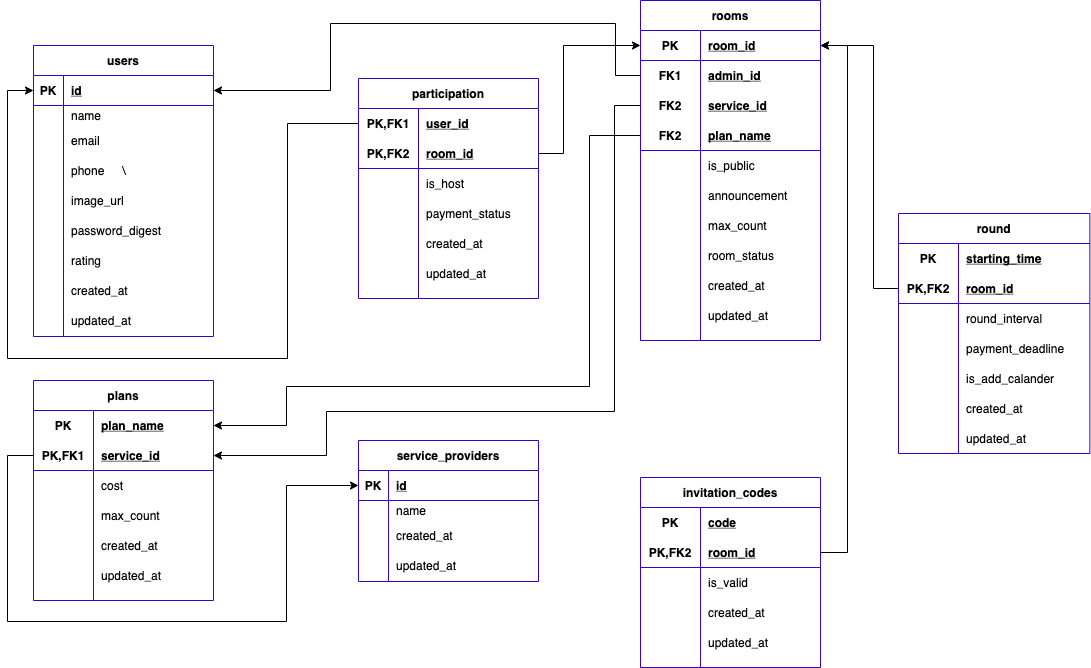 users
PK id
name
email
phone \
image_url
password_digest
rating
created_at
updated_at
participation
PK,FK1 user_id
PK,FK2 room_id
is_host
payment_status
created_at
updated_at
rooms
PK room_id
FK1 admin_id
FK2 service_id
FK2 plan_name
is_public
announcement
max_count
room_status
created_at
updated_at
round
PK starting_time
PK,FK2 room_id
round_interval
payment_deadline
is_add_calander
created_at
updated_at
plans
PK plan_name
PK,FK1 service_id
cost
max_count
created_at
updated_at
service_providers
PK id
name
created_at
updated_at
invitation_codes
PK code
PK,FK2 room_id
is_valid
created_at
updated_at